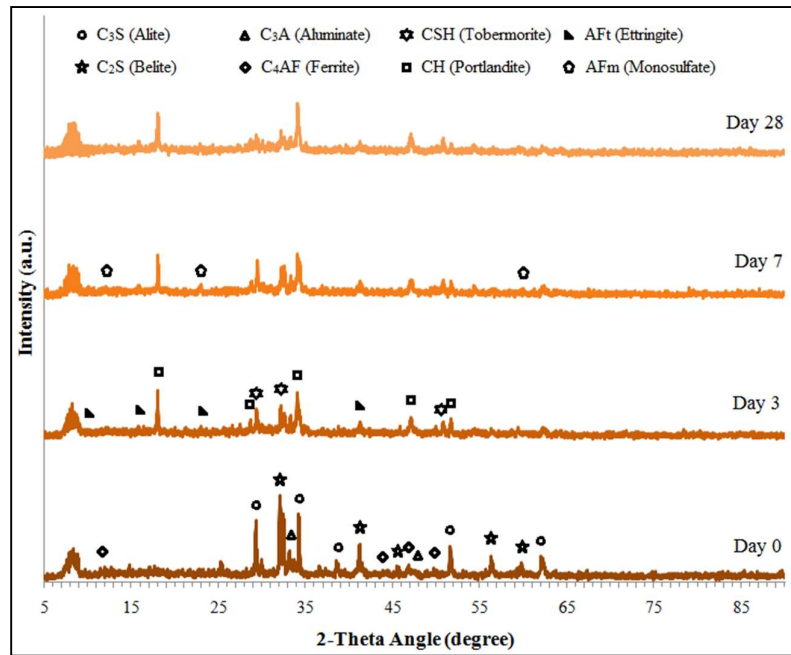 C₃S (Alite) C₃A (Aluminate) CSH (Tobermorite) AFt (Ettringite)
C₂S (Belite) C₄AF (Ferrite) CH (Portlandite) AFm (Monosulfate)
Day 28
Day 7
Day 3
Day 0
Intensity (a.u.)
5 15 25 35 45 55 65 75 85
2-Theta Angle (degree)